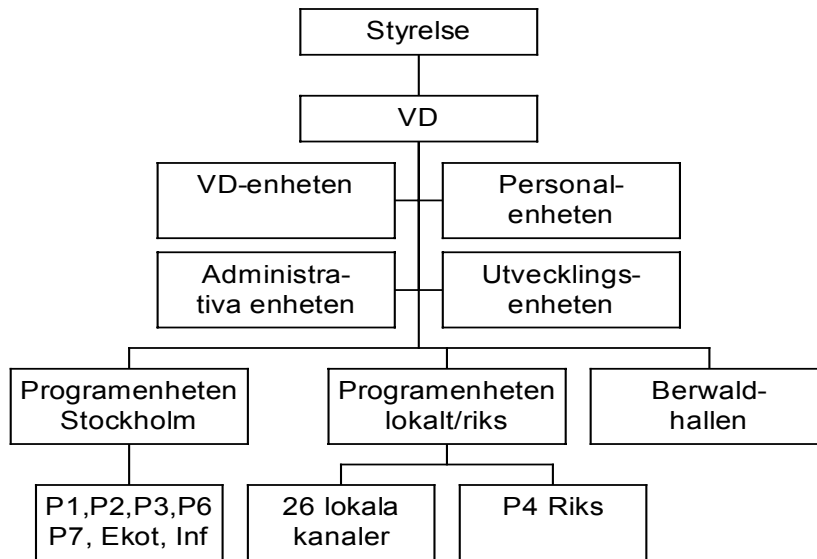 Styrelse
VD
VD-enheten
Personal-
enheten
Administra-
tiva enheten
Utvecklings-
enheten
Programenheten
Stockholm
Programenheten
lokalt/riks
Berwald-
hallen
P1,P2,P3,P6
P7, Ekot, Inf
26 lokala
kanaler
P4 Riks